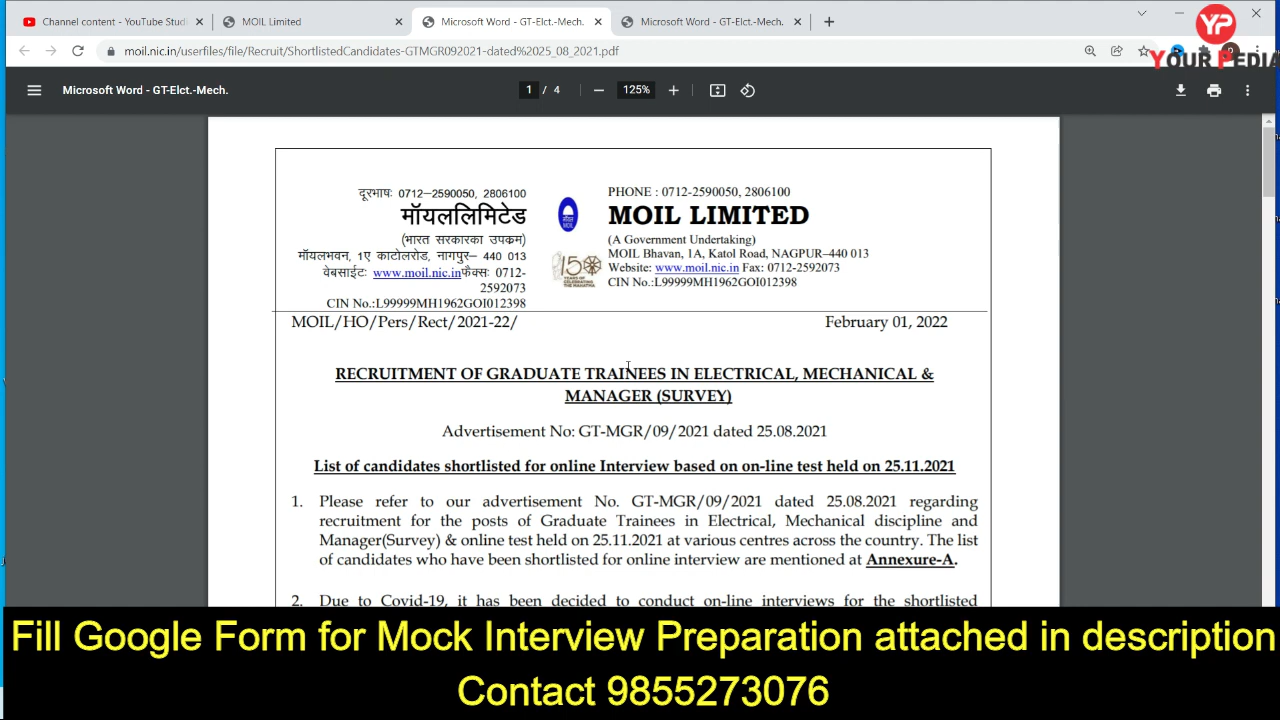 Channel content - YouTube Studi
MOIL Limited
Microsoft Word - GT-Elct.-Mech.
Microsoft Word - GT-Elct.-Mech.
moil.nic.in/userfiles/file/Recruit/ShortlistedCandidates-GTMGR092021-dated%2025_08_2021.pdf
YP
YOUR PEDIA
Microsoft Word - GT-Elct.-Mech.
1 / 4
125%
दूरभाषः 0712–2590050, 2806100
मॉयललिमिटेड
(भारत सरकारका उपक्रम)
मॉयलभवन, 1ए काटोलरोड, नागपुर– 440 013
वेबसाईटः www.moil.nic.inफैक्सः 0712-
2592073
CIN No.:L99999MH1962GOI012398
PHONE : 0712-2590050, 2806100
MOIL LIMITED
(A Government Undertaking)
MOIL Bhavan, 1A, Katol Road, NAGPUR–440 013
Website: www.moil.nic.in Fax: 0712-2592073
CIN No.:L99999MH1962GOI012398
MOIL/HO/Pers/Rect/2021-22/
February 01, 2022
RECRUITMENT OF GRADUATE TRAINEES IN ELECTRICAL, MECHANICAL &
MANAGER (SURVEY)
Advertisement No: GT-MGR/09/2021 dated 25.08.2021
List of candidates shortlisted for online Interview based on on-line test held on 25.11.2021
1. Please refer to our advertisement No. GT-MGR/09/2021 dated 25.08.2021 regarding
recruitment for the posts of Graduate Trainees in Electrical, Mechanical discipline and
Manager(Survey) & online test held on 25.11.2021 at various centres across the country. The list
of candidates who have been shortlisted for online interview are mentioned at Annexure-A.
2. Due to Covid-19, it has been decided to conduct on-line interviews for the shortlisted
Fill Google Form for Mock Interview Preparation attached in description
Contact 9855273076